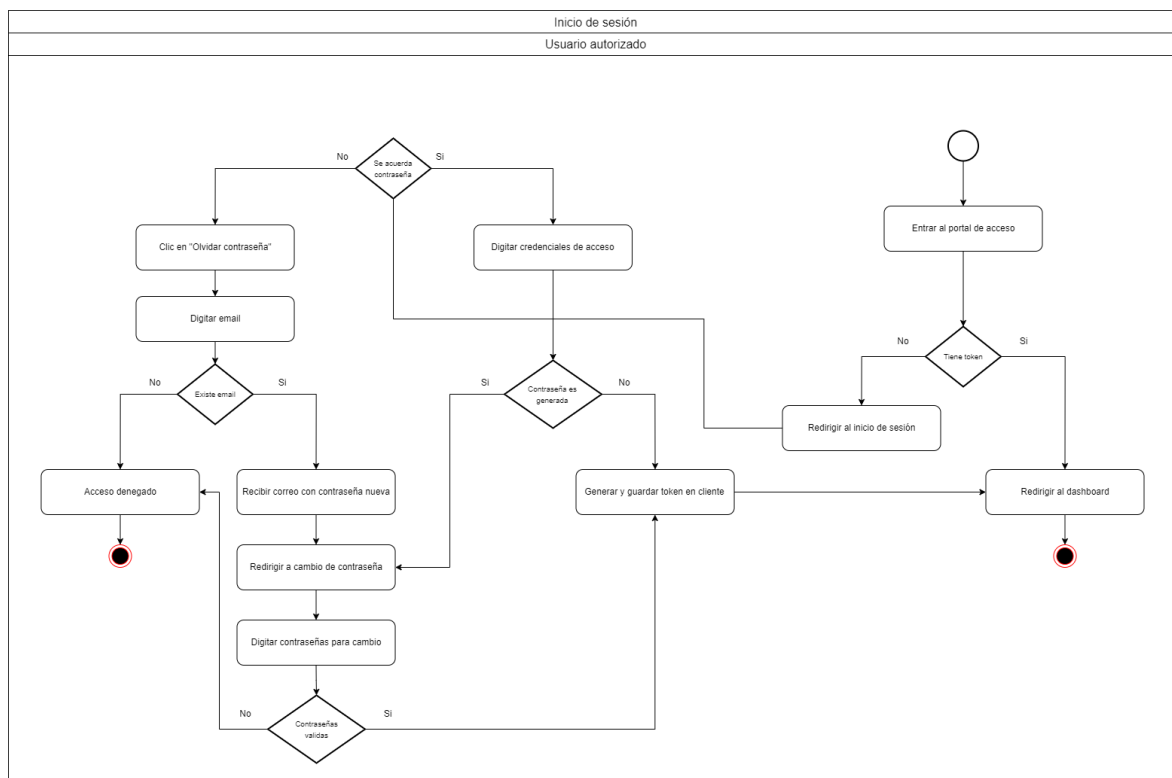 Inicio de sesión
Usuario autorizado
No
Se acuerda
contraseña
Si
Clic en "Olvidar contraseña"
Digitar credenciales de acceso
Entrar al portal de acceso
Digitar email
No
Tiene token
Si
No
Existe email
Si
Si
Contraseña es
generada
No
Redirigir al inicio de sesión
Acceso denegado
Recibir correo con contraseña nueva
Generar y guardar token en cliente
Redirigir al dashboard
Redirigir a cambio de contraseña
Digitar contraseñas para cambio
No
Contraseñas
validas
Si